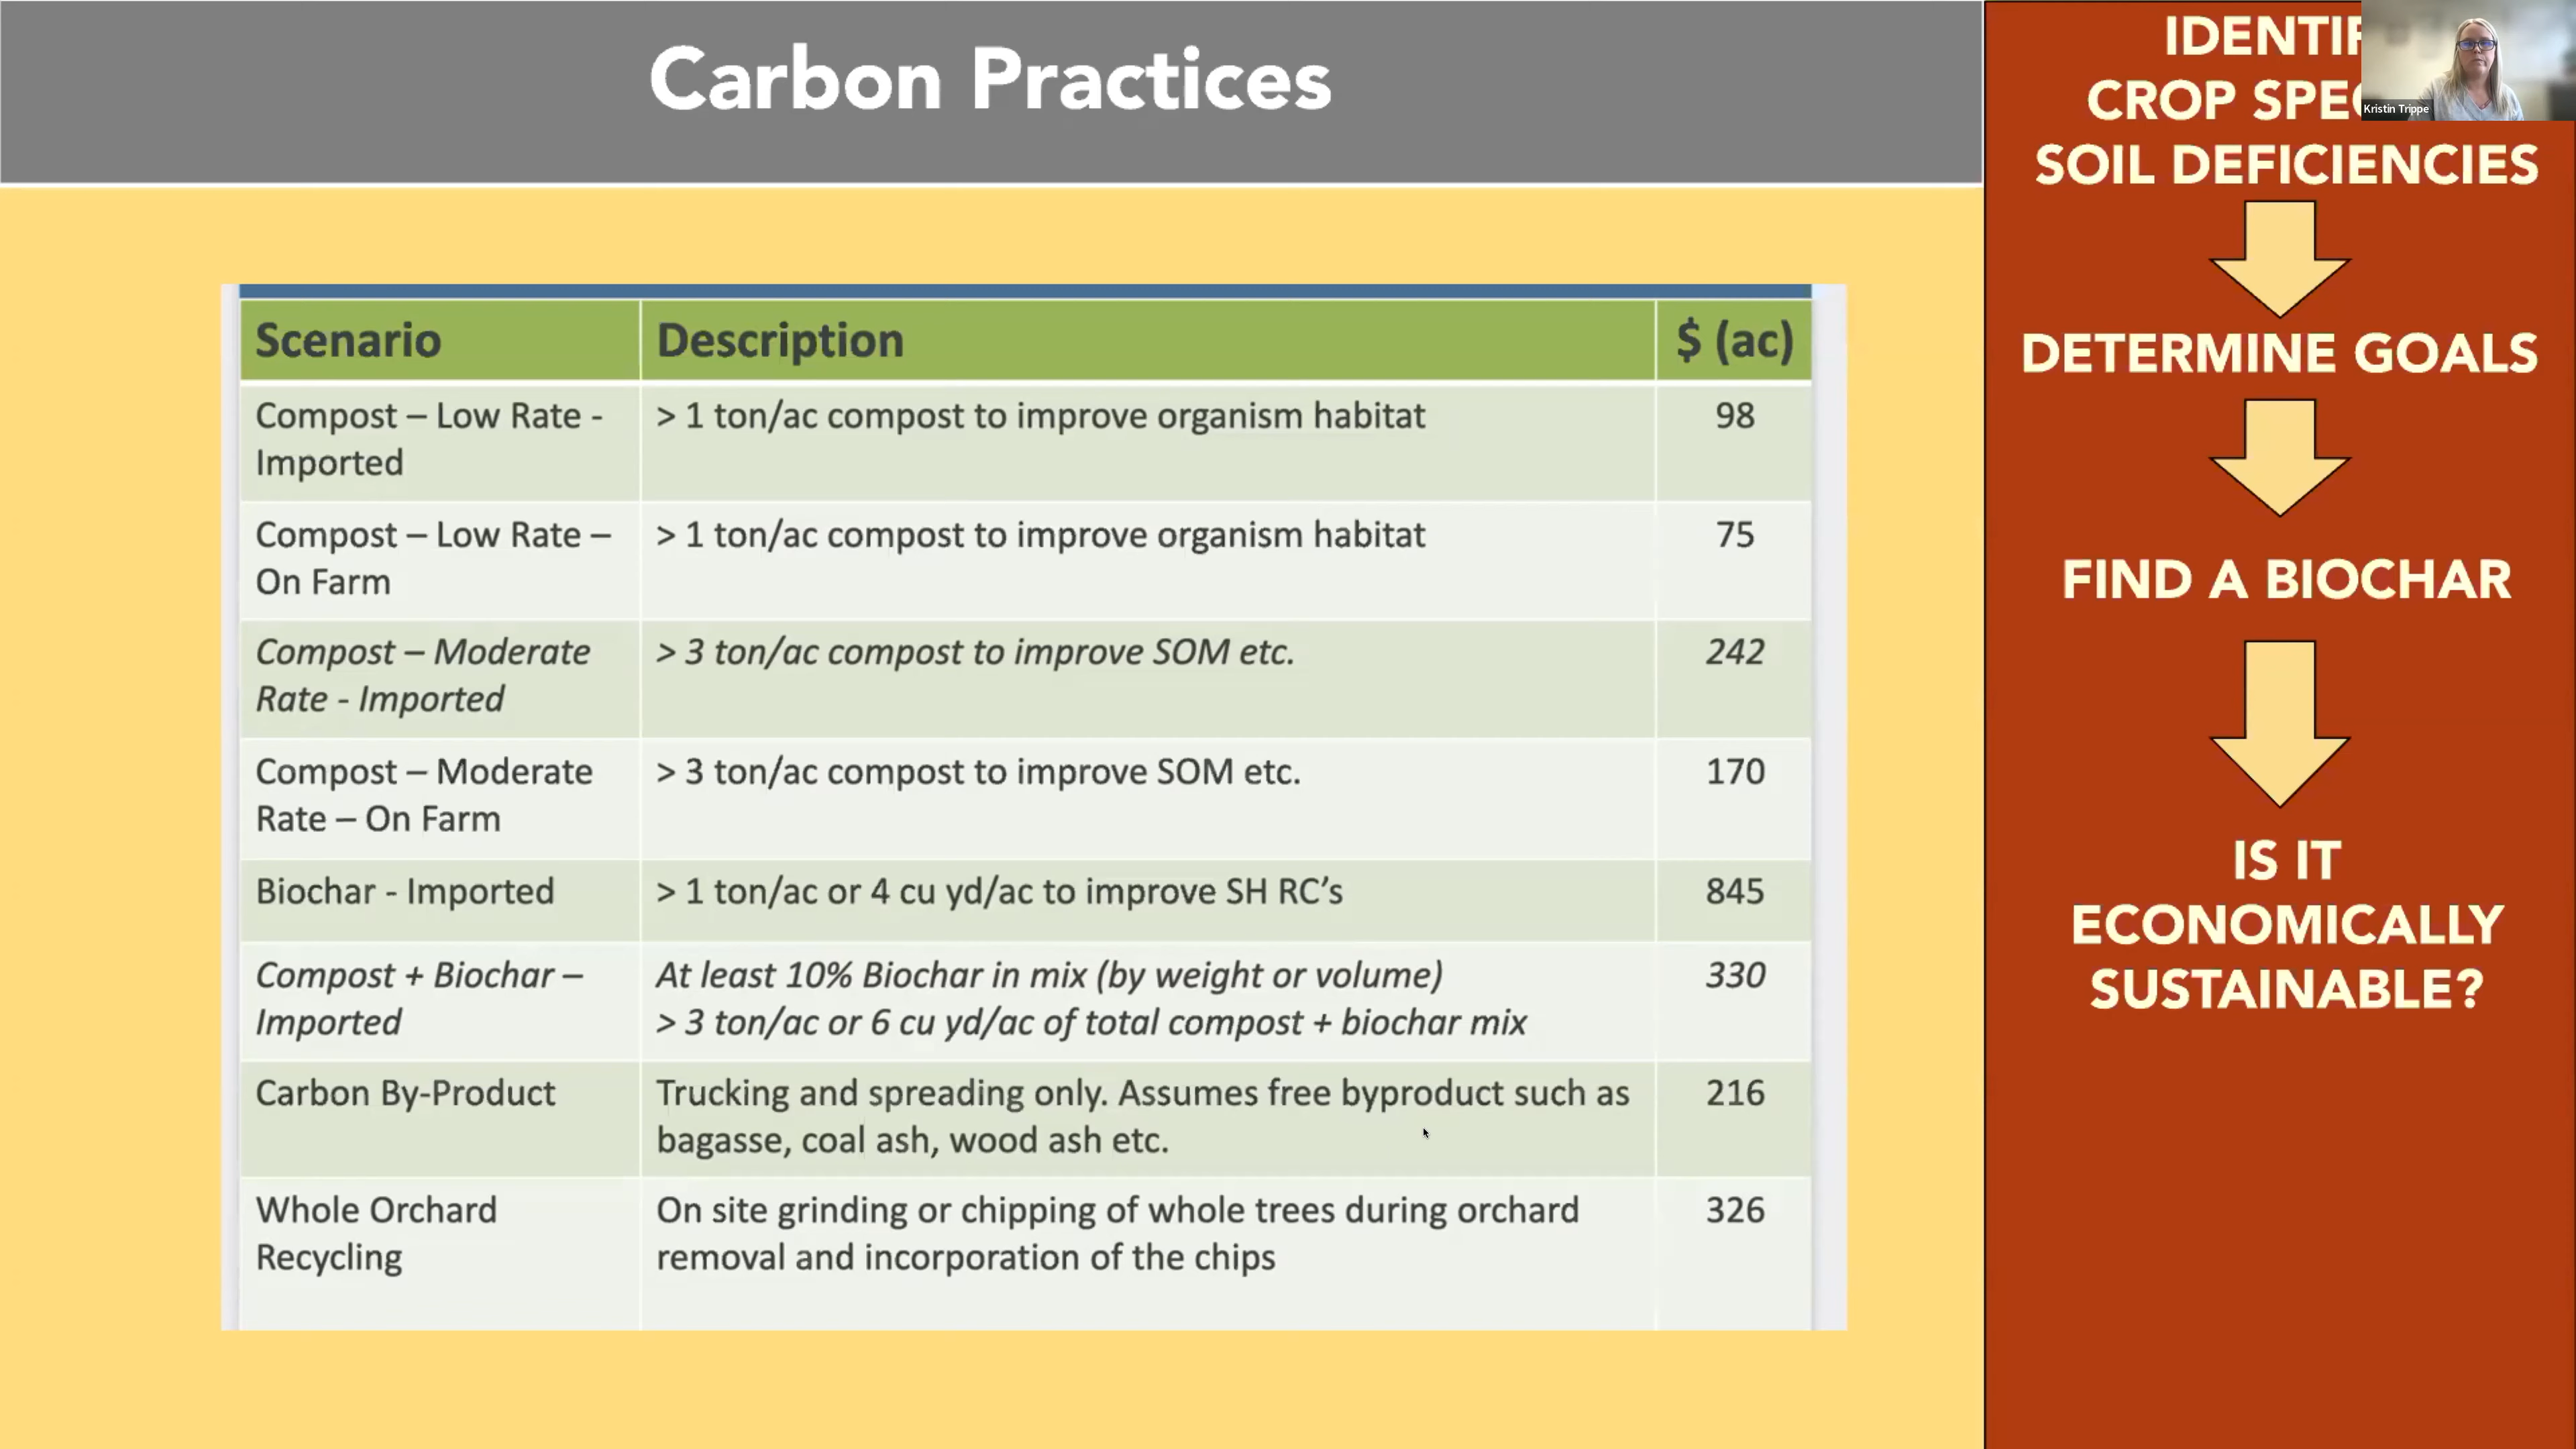 Carbon Practices
Scenario Description $ (ac)
Compost – Low Rate - > 1 ton/ac compost to improve organism habitat 98
Imported
Compost – Low Rate – > 1 ton/ac compost to improve organism habitat 75
On Farm
Compost – Moderate > 3 ton/ac compost to improve SOM etc. 242
Rate - Imported
Compost – Moderate > 3 ton/ac compost to improve SOM etc. 170
Rate – On Farm
Biochar - Imported > 1 ton/ac or 4 cu yd/ac to improve SH RC’s 845
Compost + Biochar – At least 10% Biochar in mix (by weight or volume) 330
Imported > 3 ton/ac or 6 cu yd/ac of total compost + biochar mix
Carbon By-Product Trucking and spreading only. Assumes free byproduct such as 216
bagasse, coal ash, wood ash etc.
Whole Orchard On site grinding or chipping of whole trees during orchard 326
Recycling removal and incorporation of the chips
CROP
SOIL DEFICIENCIES
DETERMINE GOALS
FIND A BIOCHAR
IS IT
ECONOMICALLY
SUSTAINABLE?
Kristin Trippe